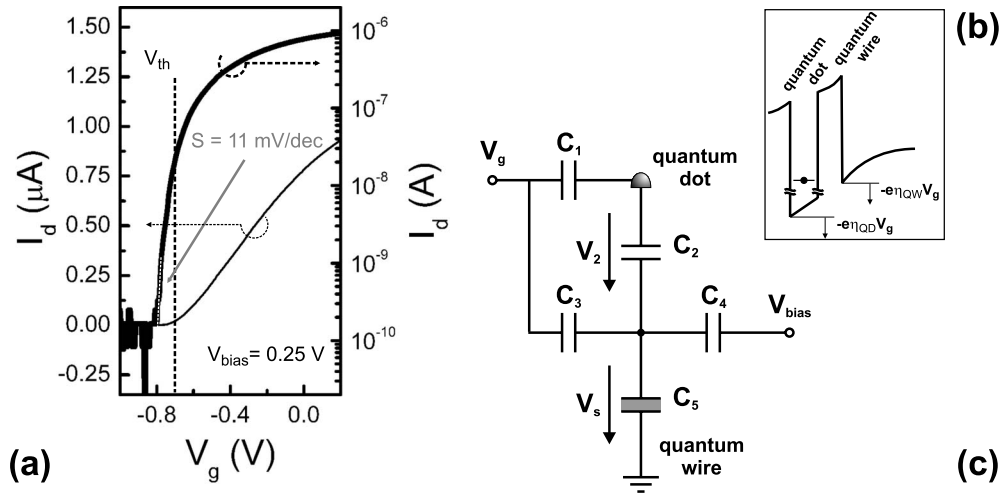 1.50
1.25
1.00
0.75
0.50
0.25
0.00
-0.25
I_d (μA)
V_th
S = 11 mV/dec
V_bias= 0.25 V
10^-6
10^-7
10^-8
10^-9
10^-10
I_d (A)
-0.8 -0.4 0.0
V_g (V)
(a)
quantum
dot
quantum
wire
-eη_QW V_g
-eη_QD V_g
(b)
V_g
C_1
quantum
dot
V_2
C_2
C_3
C_4
V_bias
V_s
C_5
quantum
wire
(c)